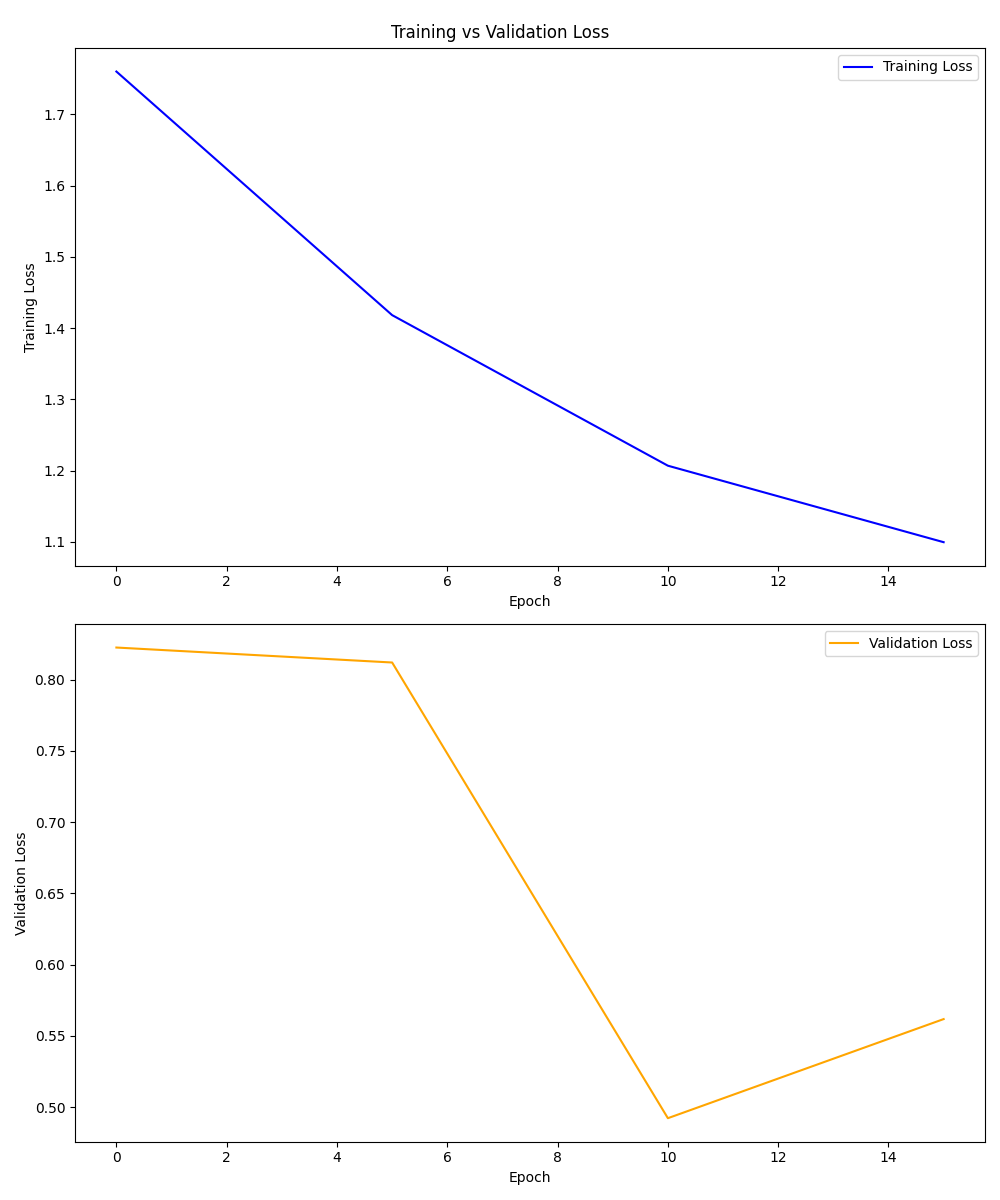 Training vs Validation Loss
Training Loss
1.7
1.6
1.5
1.4
1.3
1.2
1.1
Training Loss
0 2 4 6 8 10 12 14
Epoch
Validation Loss
0.80
0.75
0.70
0.65
0.60
0.55
0.50
Validation Loss
0 2 4 6 8 10 12 14
Epoch